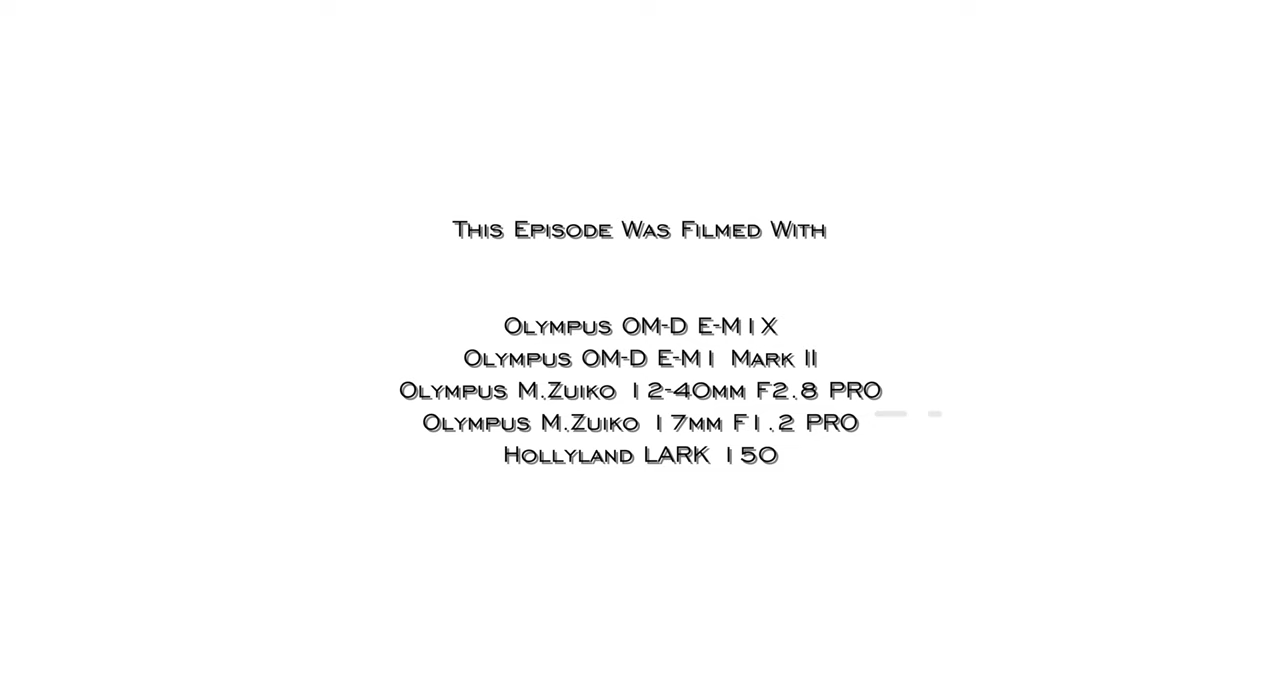 This Episode Was Filmed With
Olympus OM-D E-M1X
Olympus OM-D E-M1 Mark II
Olympus M.Zuiko 12-40mm F2.8 PRO
Olympus M.Zuiko 17mm F1.2 PRO
Hollyland LARK 150